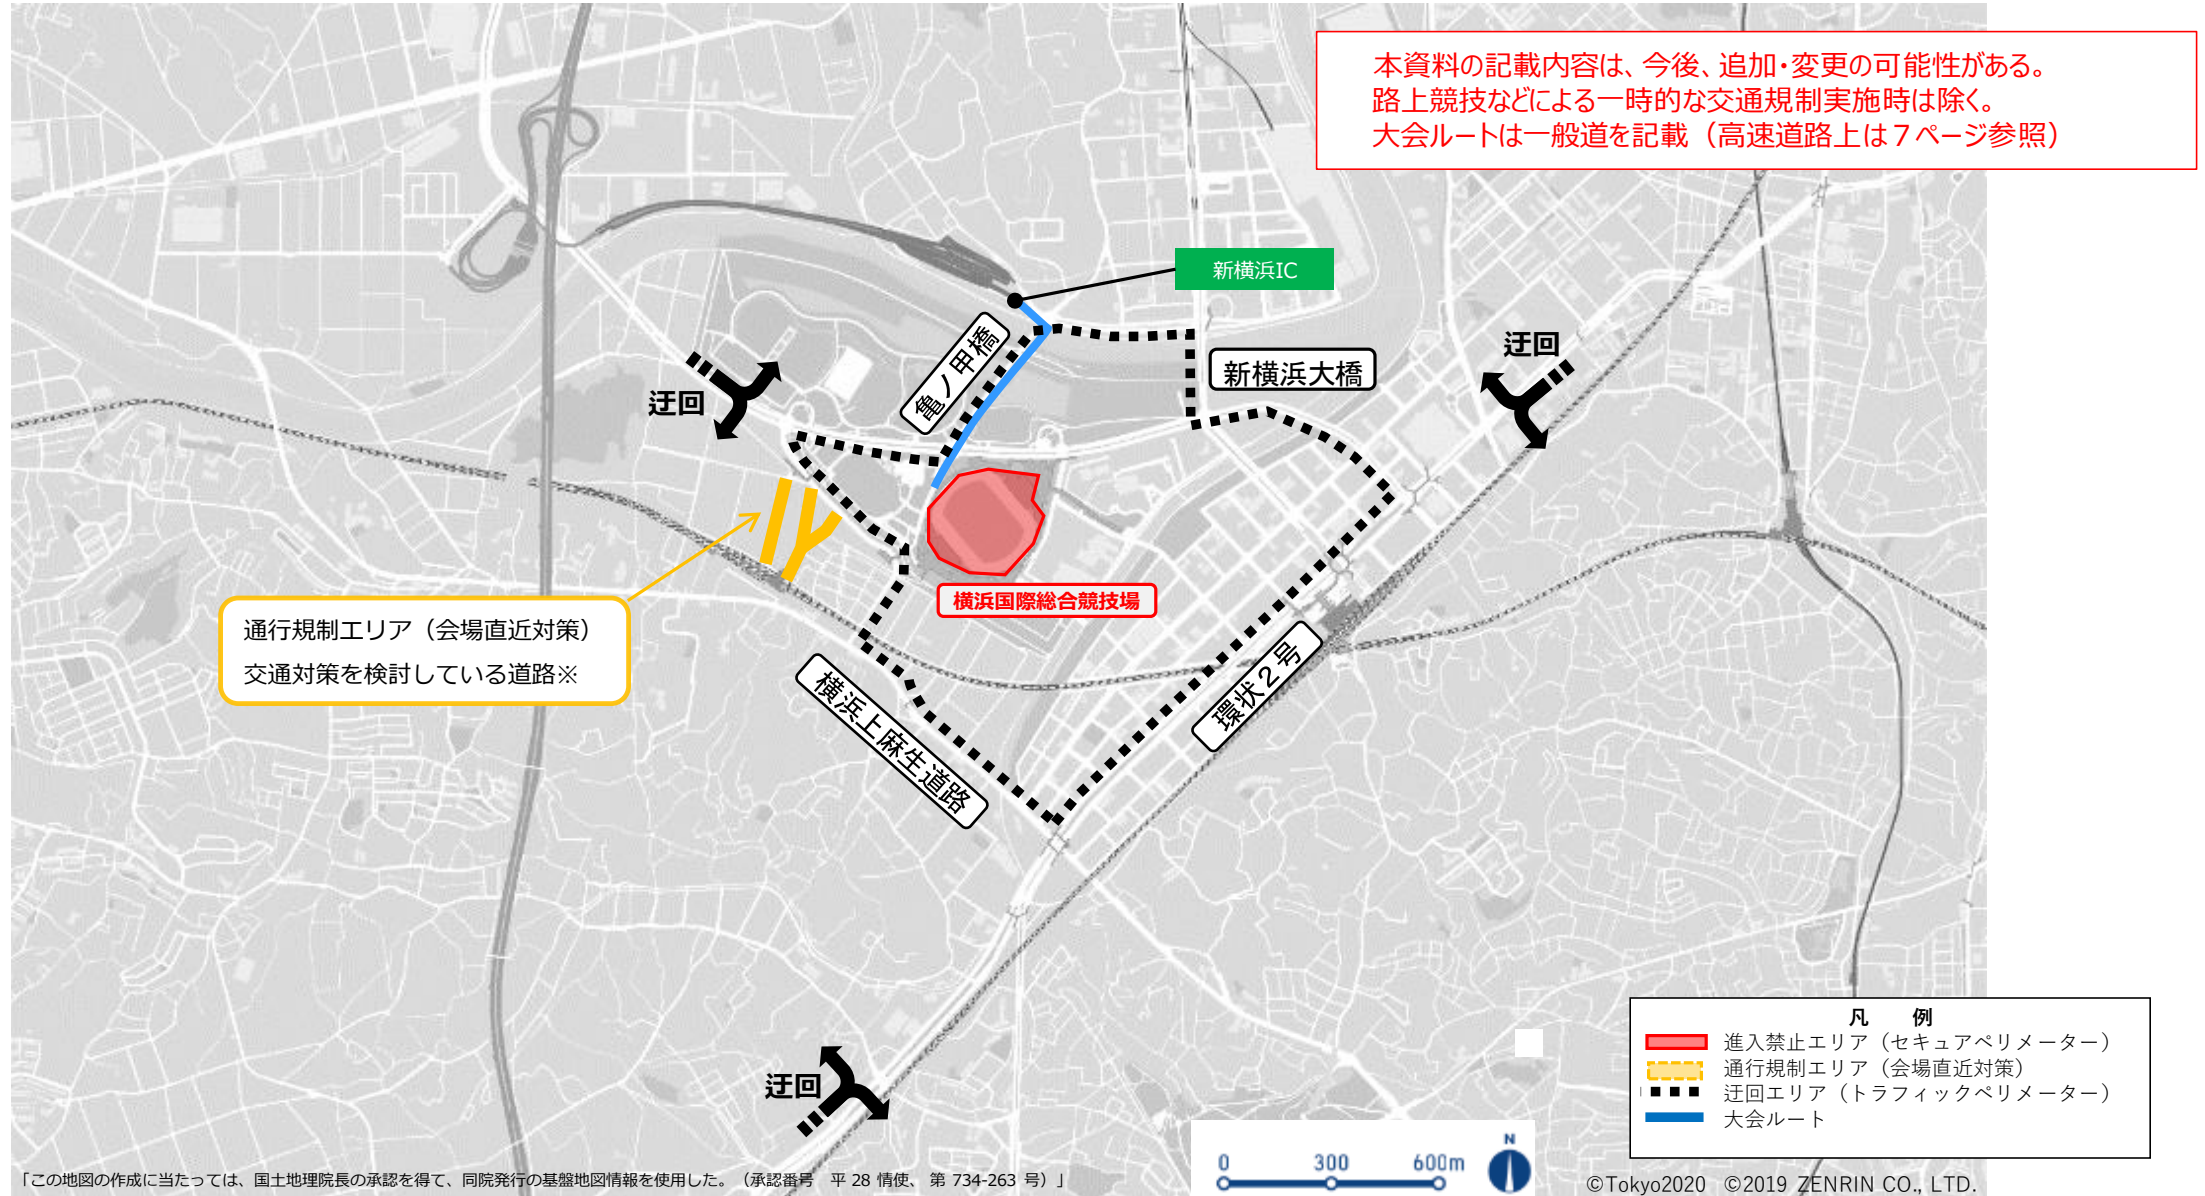 本資料の記載内容は、今後、追加・変更の可能性がある。
路上競技などによる一時的な交通規制実施時は除く。
大会ルートは一般道を記載（高速道路上は７ページ参照）
新横浜IC
亀ノ甲橋
新横浜大橋
迂回
迂回
横浜国際総合競技場
通行規制エリア（会場直近対策）
交通対策を検討している道路※
環状２号
横浜上麻生道路
迂回
凡　例
進入禁止エリア（セキュアペリメーター）
通行規制エリア（会場直近対策）
迂回エリア（トラフィックペリメーター）
大会ルート
0 300 600m
N
「この地図の作成に当たっては、国土地理院長の承認を得て、同院発行の基盤地図情報を使用した。（承認番号　平 28 情使、 第 734-263 号）」
©Tokyo2020 ©2019 ZENRIN CO., LTD.